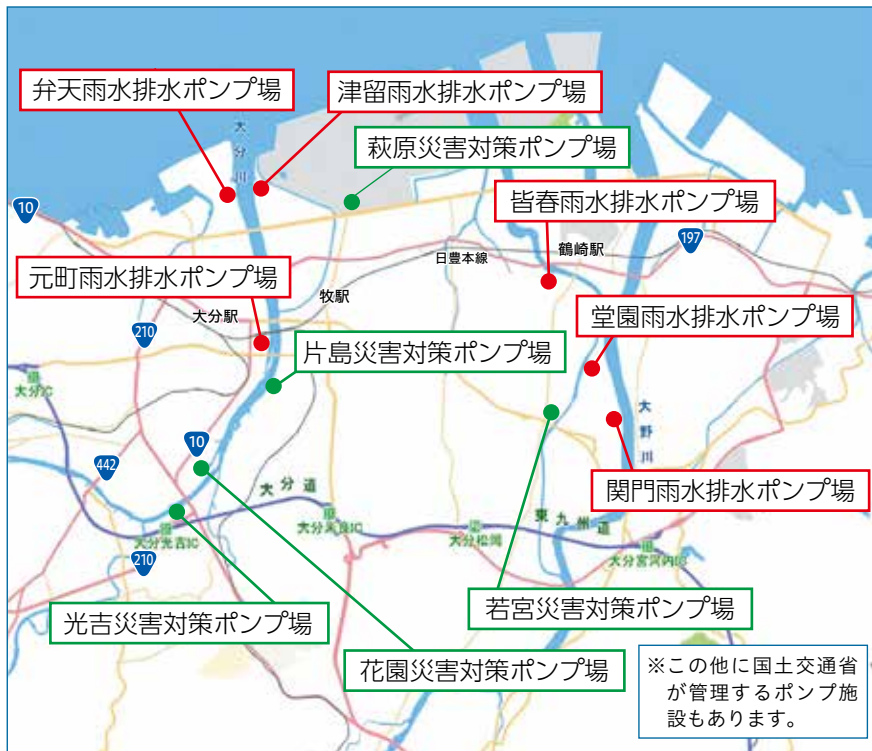 弁天雨水排水ポンプ場
津留雨水排水ポンプ場
大分川
萩原災害対策ポンプ場
10
皆春雨水排水ポンプ場
197
鶴崎駅
日豊本線
元町雨水排水ポンプ場
牧駅
大分駅
210
堂園雨水排水ポンプ場
片島災害対策ポンプ場
大分IC
大野川
10
442
大分道
関門雨水排水ポンプ場
大分米良IC
東九州道
大分光吉IC
大分松岡
大分宮河内IC
210
若宮災害対策ポンプ場
光吉災害対策ポンプ場
花園災害対策ポンプ場
※この他に国土交通省
が管理するポンプ施
設もあります。